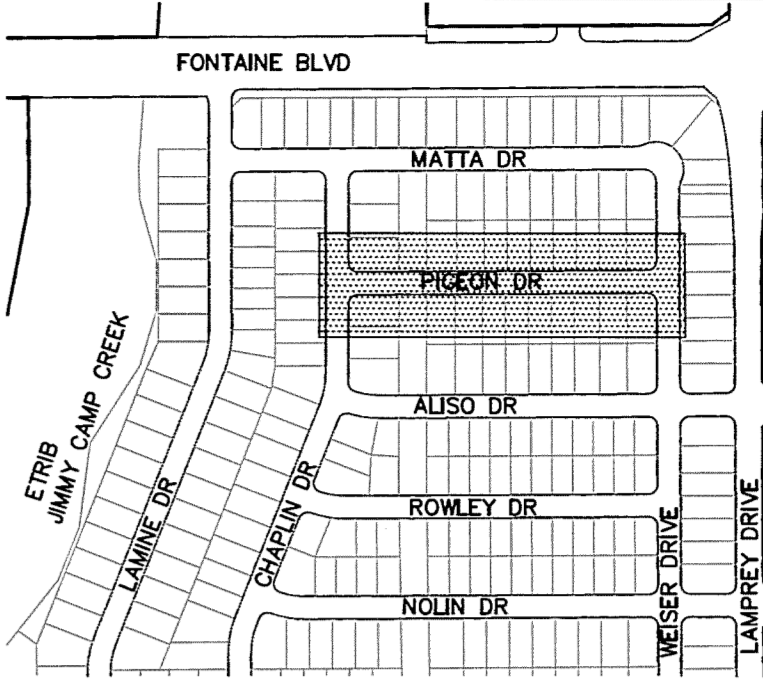 FONTAINE BLVD
MATTA DR
PIGEON DR
ALISO DR
ETRIB
JIMMY CAMP CREEK
LAMINE DR
CHAPLIN DR
ROWLEY DR
NOLIN DR
WEISER DRIVE
LAMPREY DRIVE